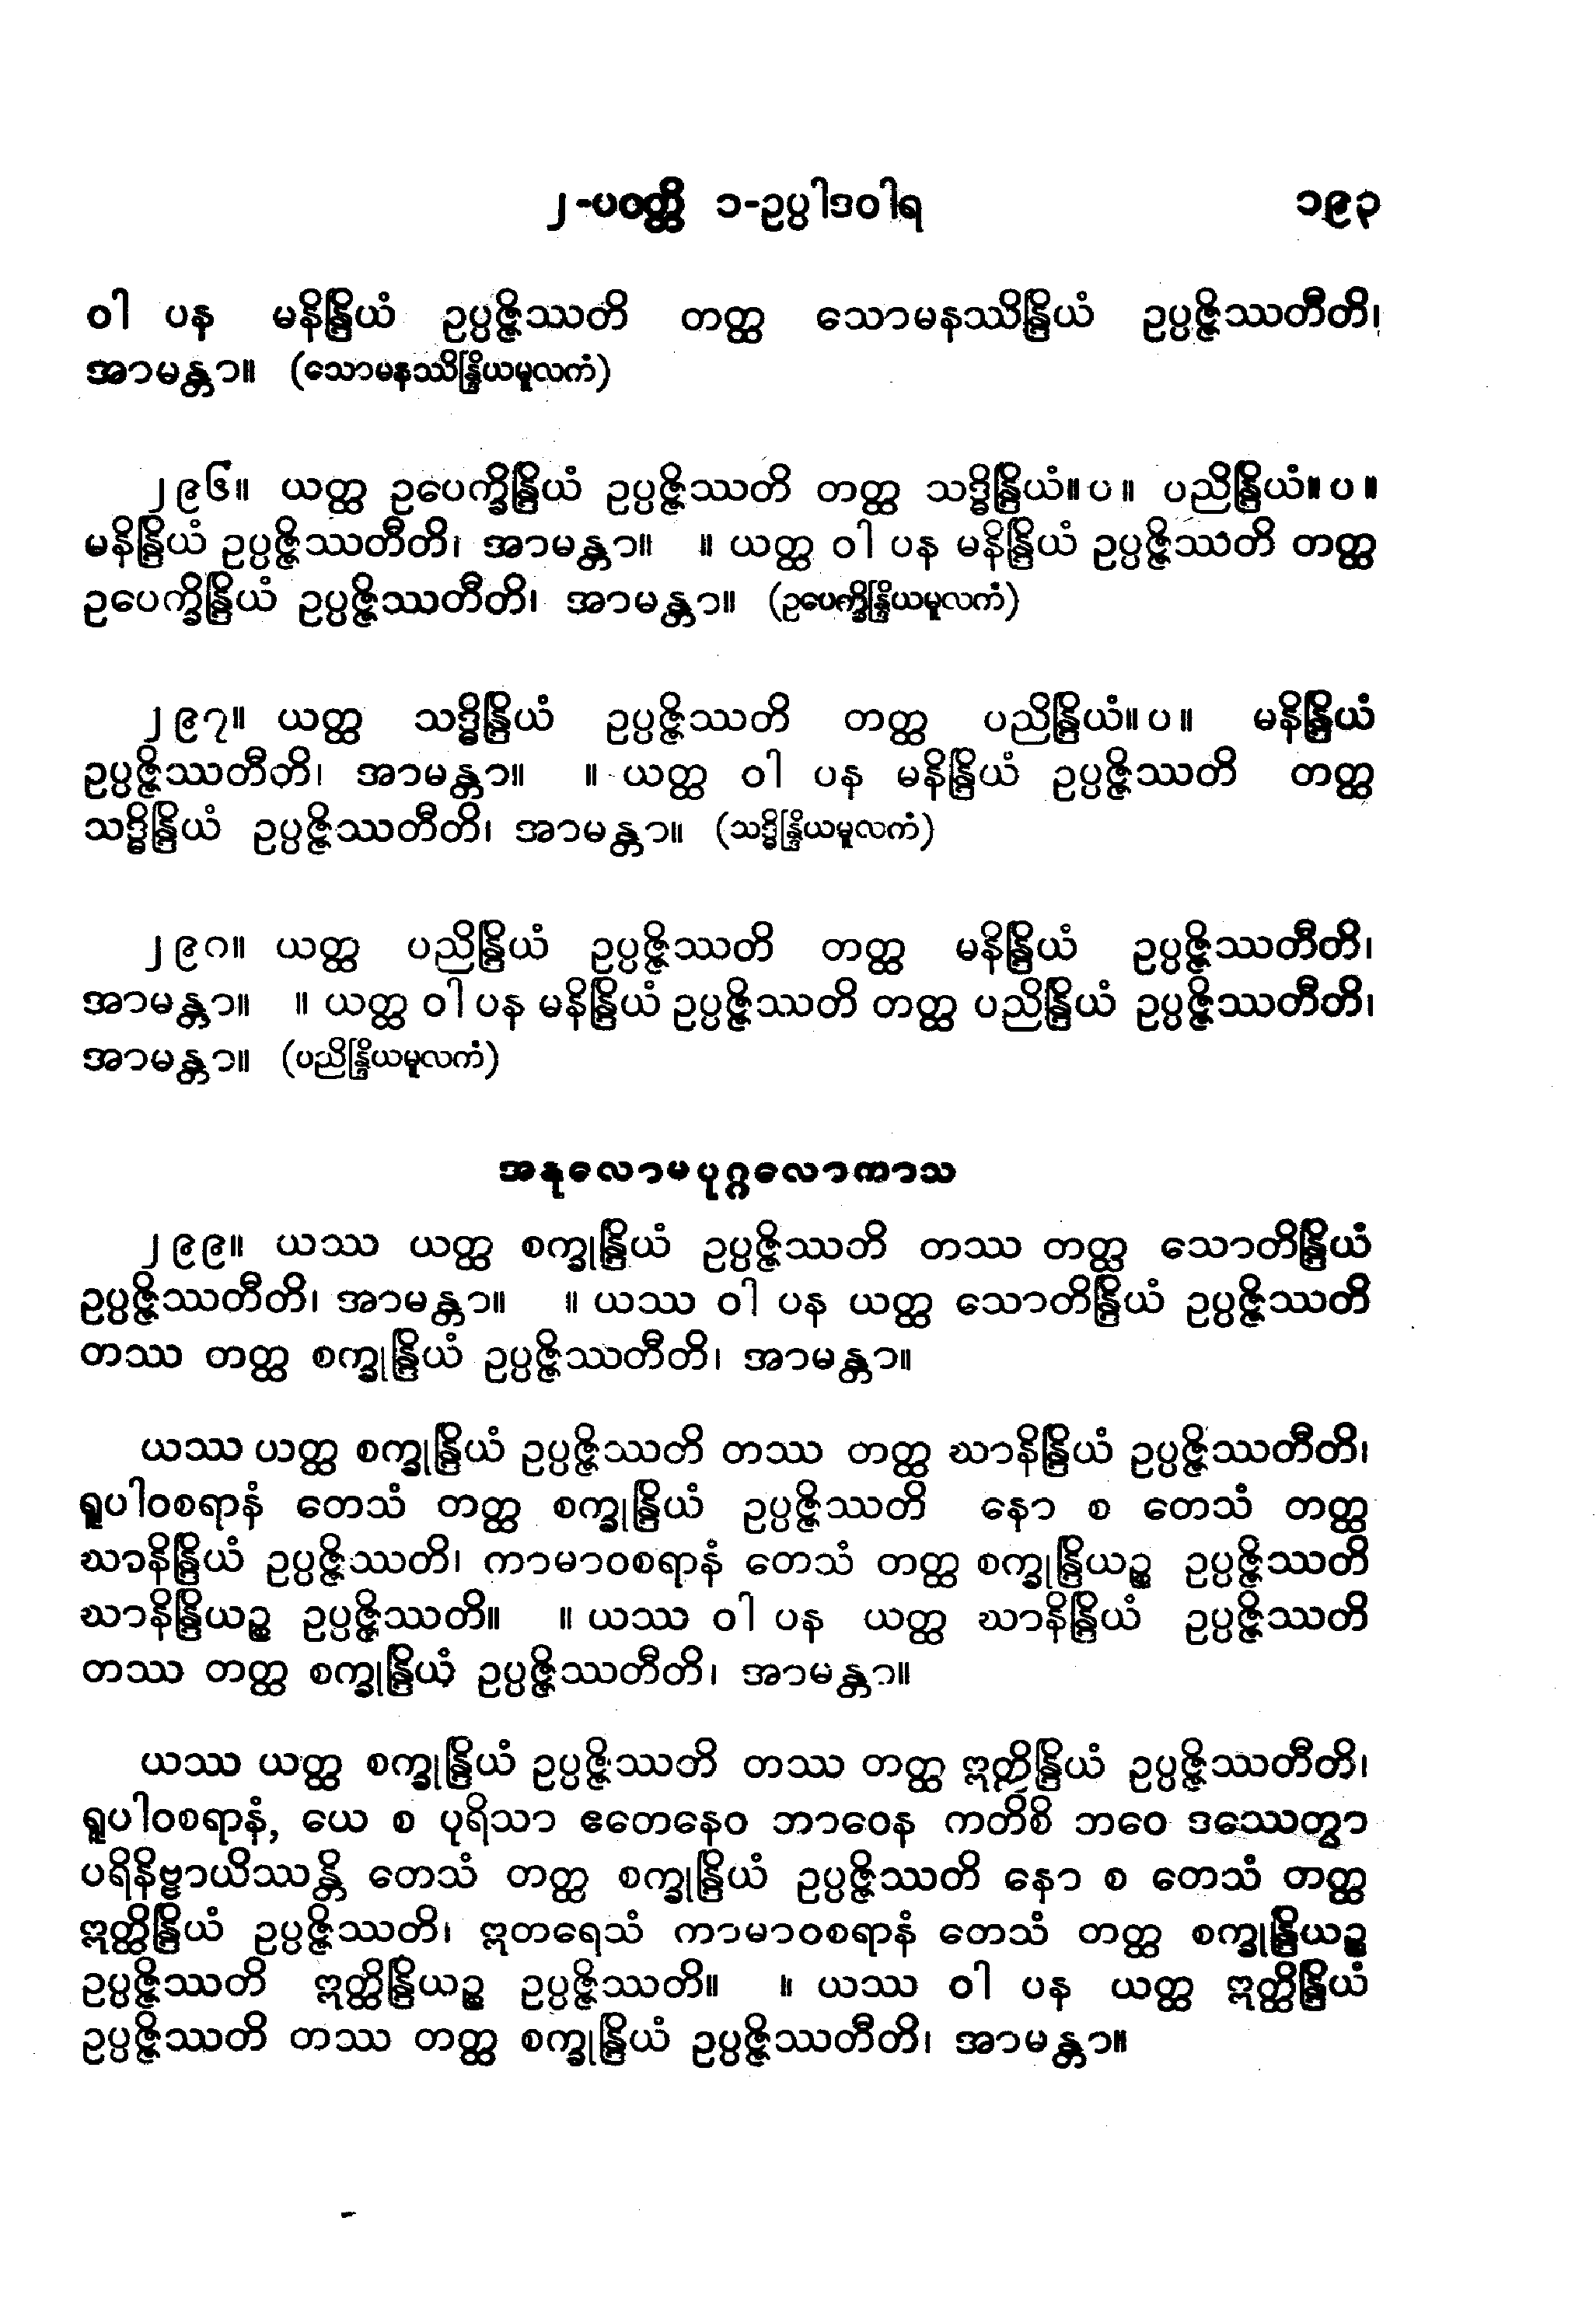 ၂-ပဝတ္တိ ၁-ဥပ္ပါဒဝါရ ၁၉၃
ဝါ ပန မနိန္ဒြိယံ ဥပ္ပဇ္ဇိဿတိ တတ္ထ သောမနဿိန္ဒြိယံ ဥပ္ပဇ္ဇိဿတီတိ၊
အာမန္တာ။ (သောမနဿိန္ဒြိယမူလကံ)
၂၉၆။ ယတ္ထ ဥပေက္ခိန္ဒြိယံ ဥပ္ပဇ္ဇိဿတိ တတ္ထ သဒ္ဓိန္ဒြိယံ။ပ။ ပညိန္ဒြိယံ။ပ။
မနိန္ဒြိယံ ဥပ္ပဇ္ဇိဿတီတိ၊ အာမန္တာ။ ။ ယတ္ထ ဝါ ပန မနိန္ဒြိယံ ဥပ္ပဇ္ဇိဿတိ တတ္ထ
ဥပေက္ခိန္ဒြိယံ ဥပ္ပဇ္ဇိဿတီတိ၊ အာမန္တာ။ (ဥပေက္ခိန္ဒြိယမူလကံ)
၂၉၇။ ယတ္ထ သဒ္ဓိန္ဒြိယံ ဥပ္ပဇ္ဇိဿတိ တတ္ထ ပညိန္ဒြိယံ။ပ။ မနိန္ဒြိယံ
ဥပ္ပဇ္ဇိဿတီတိ၊ အာမန္တာ။ ။ ယတ္ထ ဝါ ပန မနိန္ဒြိယံ ဥပ္ပဇ္ဇိဿတိ တတ္ထ
သဒ္ဓိန္ဒြိယံ ဥပ္ပဇ္ဇိဿတီတိ၊ အာမန္တာ။ (သဒ္ဓိန္ဒြိယမူလကံ)
၂၉၈။ ယတ္ထ ပညိန္ဒြိယံ ဥပ္ပဇ္ဇိဿတိ တတ္ထ မနိန္ဒြိယံ ဥပ္ပဇ္ဇိဿတီတိ၊
အာမန္တာ။ ။ ယတ္ထ ဝါ ပန မနိန္ဒြိယံ ဥပ္ပဇ္ဇိဿတိ တတ္ထ ပညိန္ဒြိယံ ဥပ္ပဇ္ဇိဿတီတိ၊
အာမန္တာ။ (ပညိန္ဒြိယမူလကံ)
အနုလောမပုဂ္ဂလောကာသ
၂၉၉။ ယဿ ယတ္ထ စက္ခုန္ဒြိယံ ဥပ္ပဇ္ဇိဿတိ တဿ တတ္ထ သောတိန္ဒြိယံ
ဥပ္ပဇ္ဇိဿတီတိ၊ အာမန္တာ။ ။ ယဿ ဝါ ပန ယတ္ထ သောတိန္ဒြိယံ ဥပ္ပဇ္ဇိဿတိ
တဿ တတ္ထ စက္ခုန္ဒြိယံ ဥပ္ပဇ္ဇိဿတီတိ၊ အာမန္တာ။
ယဿ ယတ္ထ စက္ခုန္ဒြိယံ ဥပ္ပဇ္ဇိဿတိ တဿ တတ္ထ ဃာနိန္ဒြိယံ ဥပ္ပဇ္ဇိဿတီတိ၊
ရူပါဝစရာနံ တေသံ တတ္ထ စက္ခုန္ဒြိယံ ဥပ္ပဇ္ဇိဿတိ နော စ တေသံ တတ္ထ
ဃာနိန္ဒြိယံ ဥပ္ပဇ္ဇိဿတိ၊ ကာမာဝစရာနံ တေသံ တတ္ထ စက္ခုန္ဒြိယဉ္စ ဥပ္ပဇ္ဇိဿတိ
ဃာနိန္ဒြိယဉ္စ ဥပ္ပဇ္ဇိဿတိ။ ။ ယဿ ဝါ ပန ယတ္ထ ဃာနိန္ဒြိယံ ဥပ္ပဇ္ဇိဿတိ
တဿ တတ္ထ စက္ခုန္ဒြိယံ ဥပ္ပဇ္ဇိဿတီတိ၊ အာမန္တာ။
ယဿ ယတ္ထ စက္ခုန္ဒြိယံ ဥပ္ပဇ္ဇိဿတိ တဿ တတ္ထ ဣတ္ထိန္ဒြိယံ ဥပ္ပဇ္ဇိဿတီတိ၊
ရူပါဝစရာနံ, ယေ စ ပုရိသာ ဧတေနေဝ ဘာဝေန ကတိစိ ဘဝေ ဒဿေတွာ
ပရိနိဗ္ဗာယိဿန္တိ တေသံ တတ္ထ စက္ခုန္ဒြိယံ ဥပ္ပဇ္ဇိဿတိ နော စ တေသံ တတ္ထ
ဣတ္ထိန္ဒြိယံ ဥပ္ပဇ္ဇိဿတိ၊ ဣတရေသံ ကာမာဝစရာနံ တေသံ တတ္ထ စက္ခုန္ဒြိယဉ္စ
ဥပ္ပဇ္ဇိဿတိ ဣတ္ထိန္ဒြိယဉ္စ ဥပ္ပဇ္ဇိဿတိ။ ။ ယဿ ဝါ ပန ယတ္ထ ဣတ္ထိန္ဒြိယံ
ဥပ္ပဇ္ဇိဿတိ တဿ တတ္ထ စက္ခုန္ဒြိယံ ဥပ္ပဇ္ဇိဿတီတိ၊ အာမန္တာ။